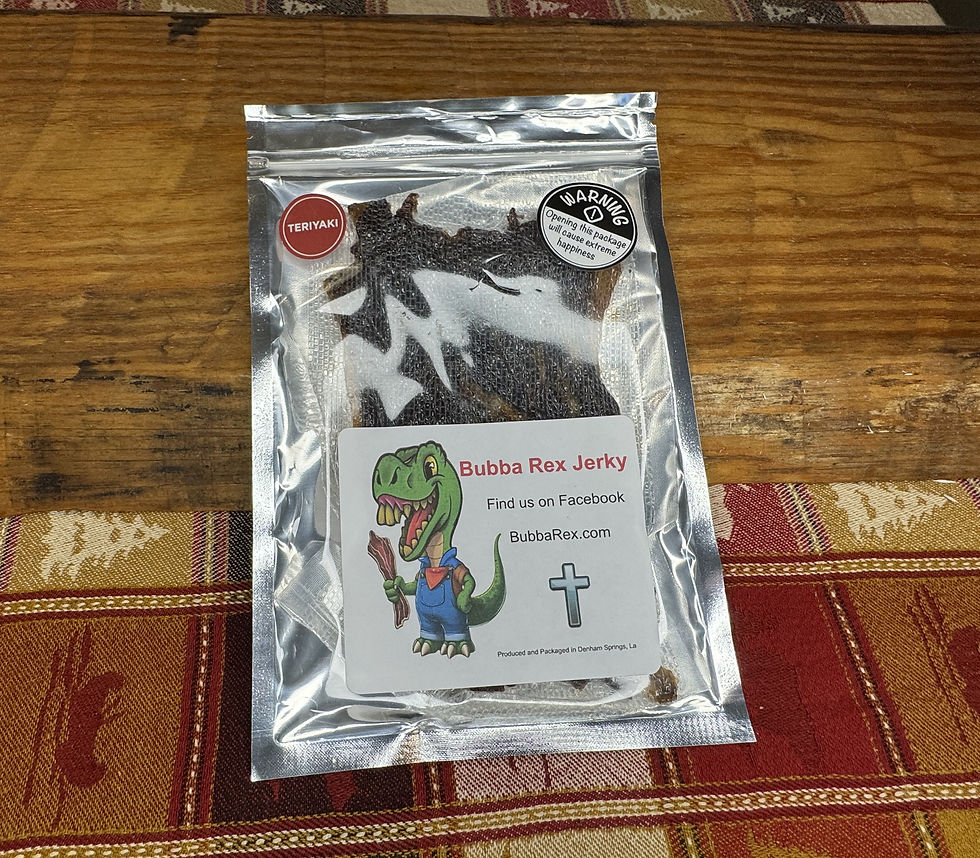 TERIYAKI
WARNING
Opening this package
will cause extreme
happiness
Bubba Rex Jerky
Find us on Facebook
BubbaRex.com
Produced and Packaged in Denham Springs, La